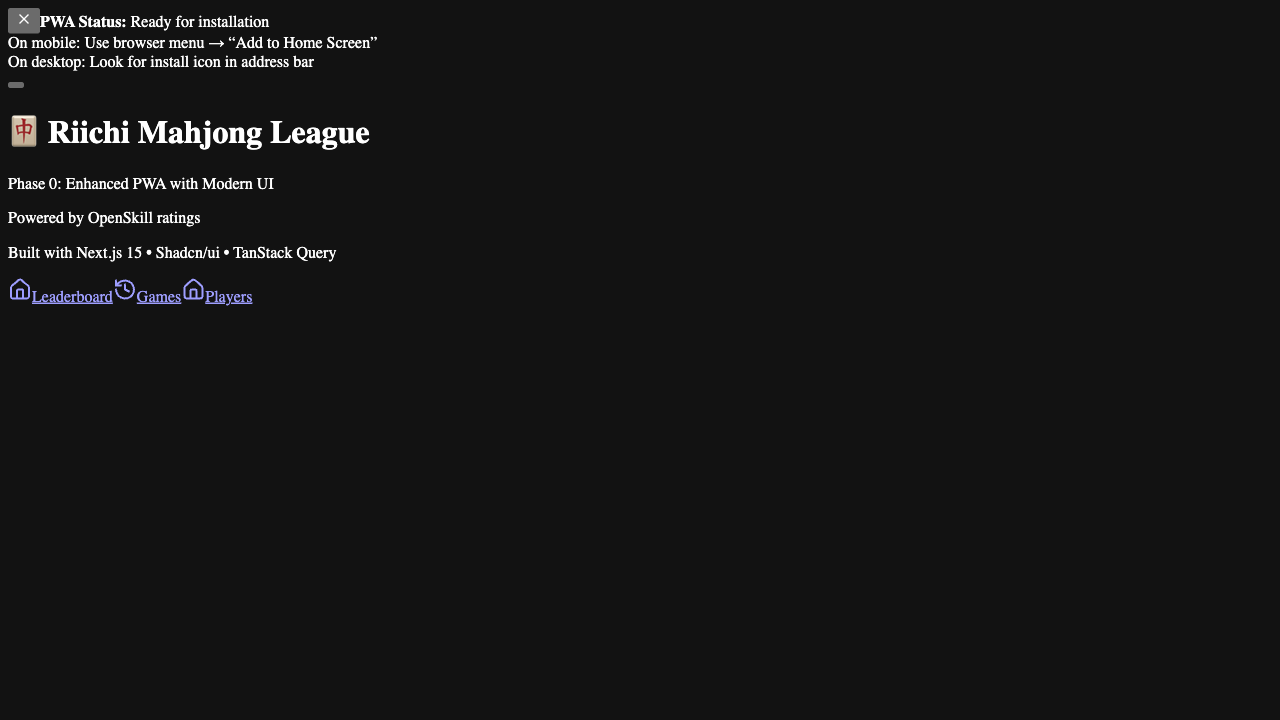 PWA Status: Ready for installation
On mobile: Use browser menu → “Add to Home Screen”
On desktop: Look for install icon in address bar
🀄 Riichi Mahjong League
Phase 0: Enhanced PWA with Modern UI
Powered by OpenSkill ratings
Built with Next.js 15 • Shadcn/ui • TanStack Query
Leaderboard Games Players